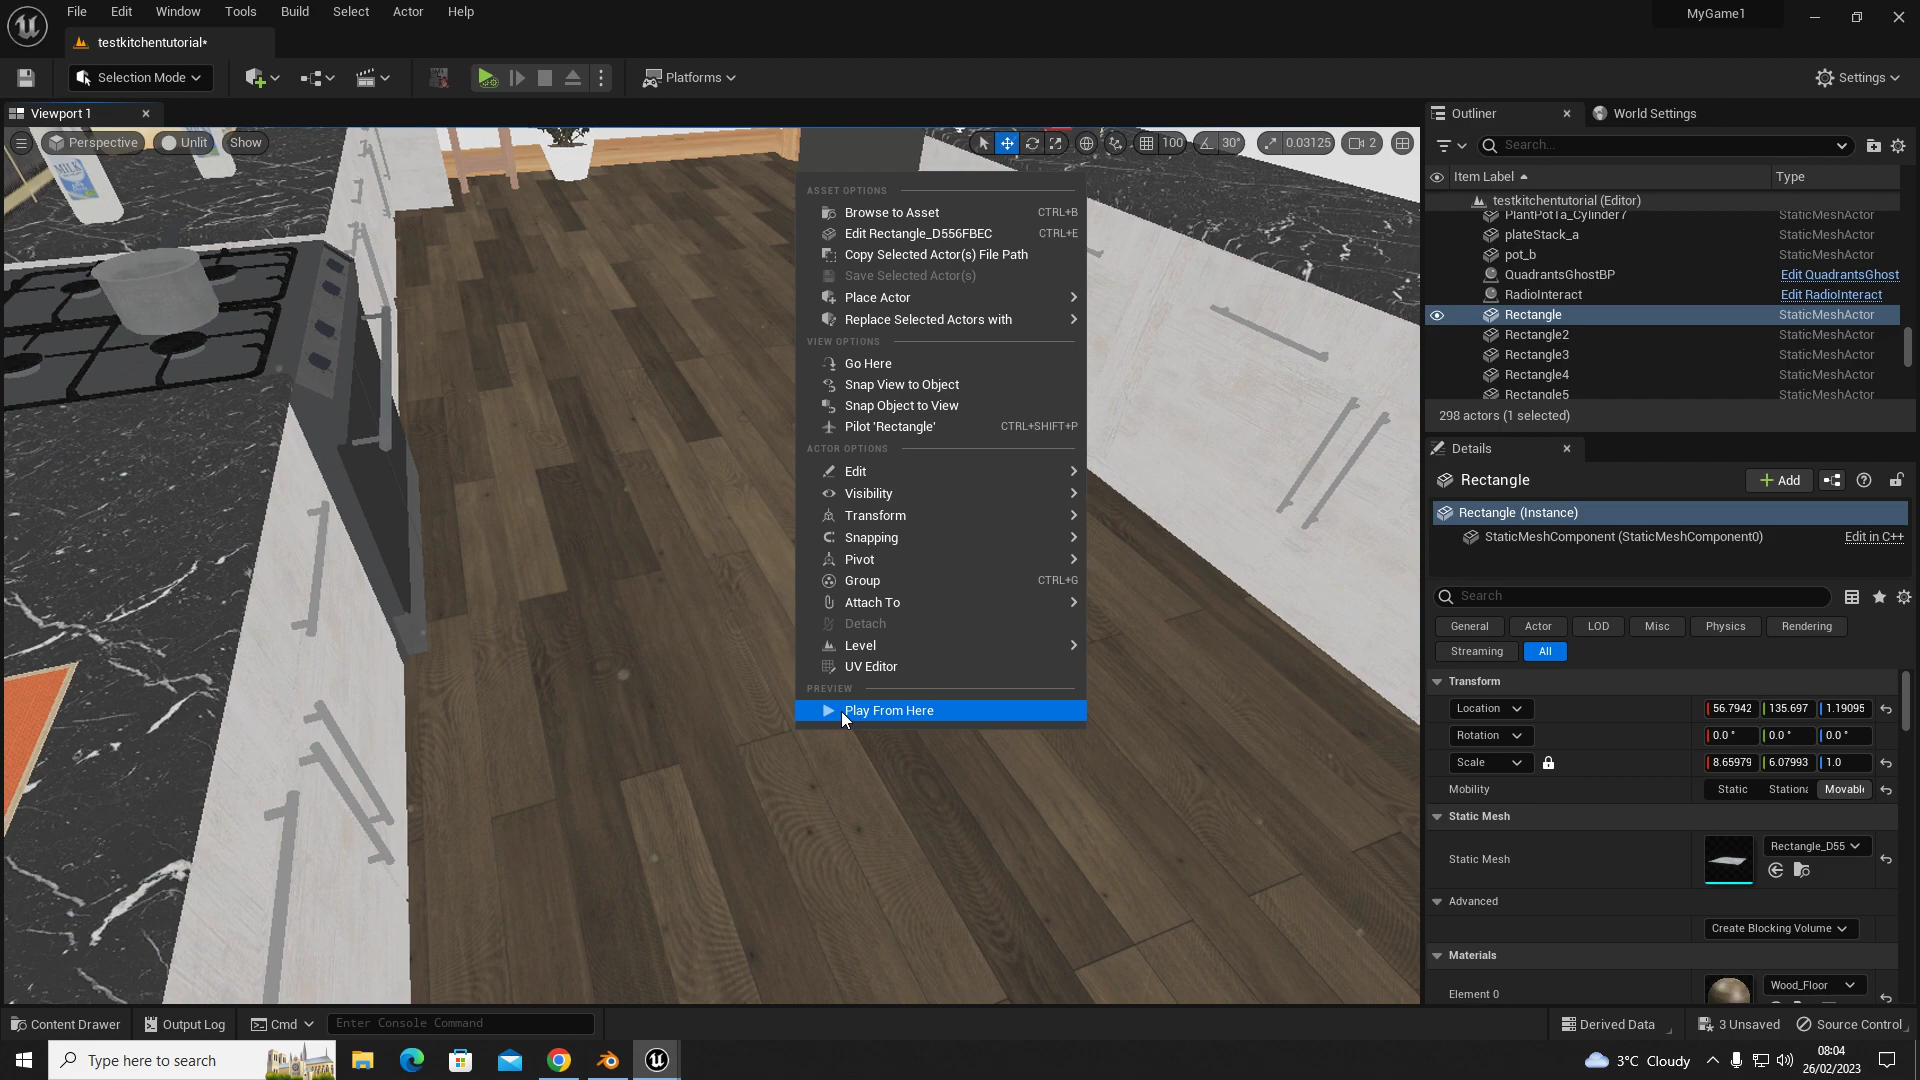 File Edit Window Tools Build Select Actor Help
MyGame1
testkitchentutorial*
Selection Mode
Platforms
Settings
Viewport 1
Perspective Unlit Show
100 30° 0.03125 2
MILK
ASSET OPTIONS
Browse to Asset CTRL+B
Edit Rectangle_D556FBEC CTRL+E
Copy Selected Actor(s) File Path
Save Selected Actor(s)
Place Actor
Replace Selected Actors with
VIEW OPTIONS
Go Here
Snap View to Object
Snap Object to View
Pilot 'Rectangle' CTRL+SHIFT+P
ACTOR OPTIONS
Edit
Visibility
Transform
Snapping
Pivot
Group CTRL+G
Attach To
Detach
Level
UV Editor
PREVIEW
Play From Here
Outliner World Settings
Search...
Item Label Type
testkitchentutorial (Editor)
PlantPotTa_Cylinder7 StaticMeshActor
plateStack_a StaticMeshActor
pot_b StaticMeshActor
QuadrantsGhostBP Edit QuadrantsGhost
RadioInteract Edit RadioInteract
Rectangle StaticMeshActor
Rectangle2 StaticMeshActor
Rectangle3 StaticMeshActor
Rectangle4 StaticMeshActor
Rectangle5 StaticMeshActor
298 actors (1 selected)
Details
Rectangle Add
Rectangle (Instance)
StaticMeshComponent (StaticMeshComponent0) Edit in C++
Search
General Actor LOD Misc Physics Rendering
Streaming All
Transform
Location 56.7942 135.697 1.19095
Rotation 0.0 ° 0.0 ° 0.0 °
Scale 8.65979 6.07993 1.0
Mobility Static Stationa Movabl
Static Mesh
Static Mesh Rectangle_D55
Advanced
Create Blocking Volume
Materials
Element 0 Wood_Floor
Content Drawer Output Log Cmd Enter Console Command
Derived Data 3 Unsaved Source Control
Type here to search
3°C Cloudy
08:04
26/02/2023